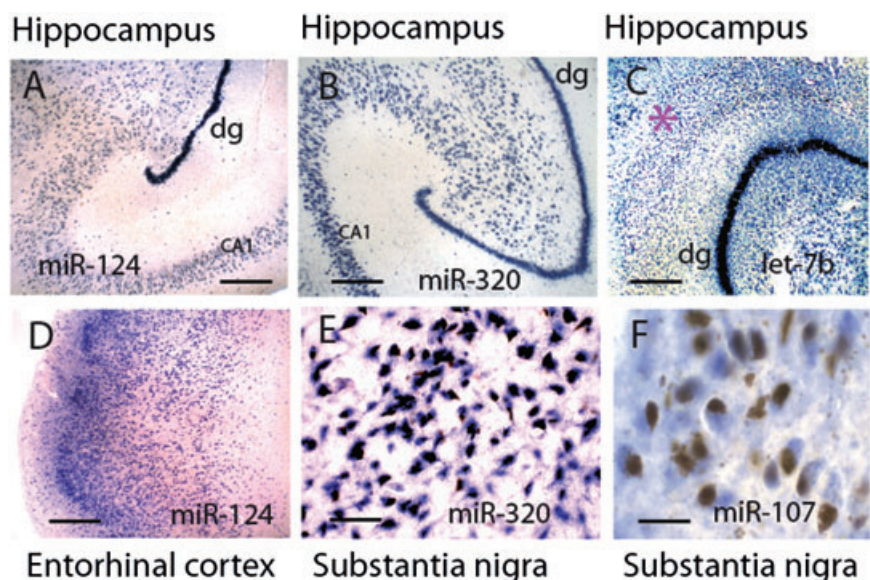 Hippocampus
Hippocampus
Hippocampus
A
dg
CA1
miR-124
B
dg
CA1
miR-320
C
*
dg
let-7b
D
miR-124
E
miR-320
F
miR-107
Entorhinal cortex
Substantia nigra
Substantia nigra